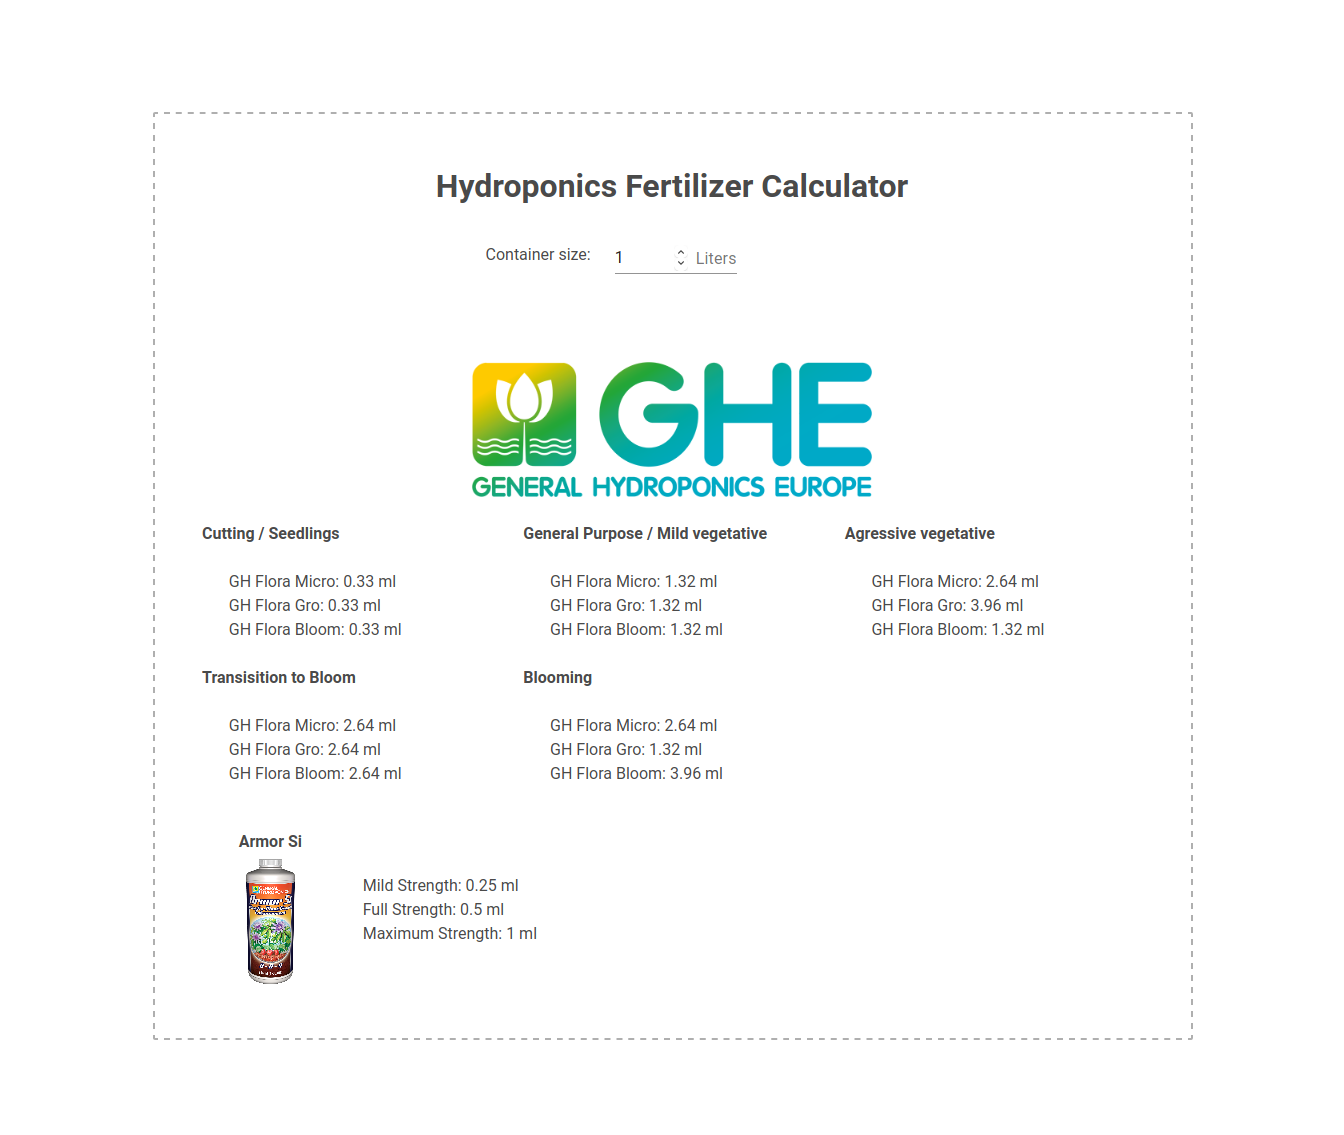 Hydroponics Fertilizer Calculator
Container size: 1 Liters
GHE
GENERAL HYDROPONICS EUROPE
Cutting / Seedlings
GH Flora Micro: 0.33 ml
GH Flora Gro: 0.33 ml
GH Flora Bloom: 0.33 ml
General Purpose / Mild vegetative
GH Flora Micro: 1.32 ml
GH Flora Gro: 1.32 ml
GH Flora Bloom: 1.32 ml
Agressive vegetative
GH Flora Micro: 2.64 ml
GH Flora Gro: 3.96 ml
GH Flora Bloom: 1.32 ml
Transisition to Bloom
GH Flora Micro: 2.64 ml
GH Flora Gro: 2.64 ml
GH Flora Bloom: 2.64 ml
Blooming
GH Flora Micro: 2.64 ml
GH Flora Gro: 1.32 ml
GH Flora Bloom: 3.96 ml
Armor Si
Mild Strength: 0.25 ml
Full Strength: 0.5 ml
Maximum Strength: 1 ml